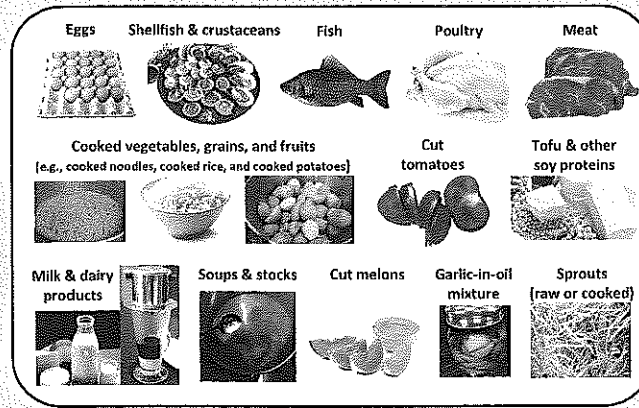 Eggs
Shellfish & crustaceans
Fish
Poultry
Meat
Cooked vegetables, grains, and fruits
(e.g., cooked noodles, cooked rice, and cooked potatoes)
Cut
tomatoes
Tofu & other
soy proteins
Milk & dairy
products
Soups & stocks
Cut melons
Garlic-in-oil
mixture
Sprouts
(raw or cooked)